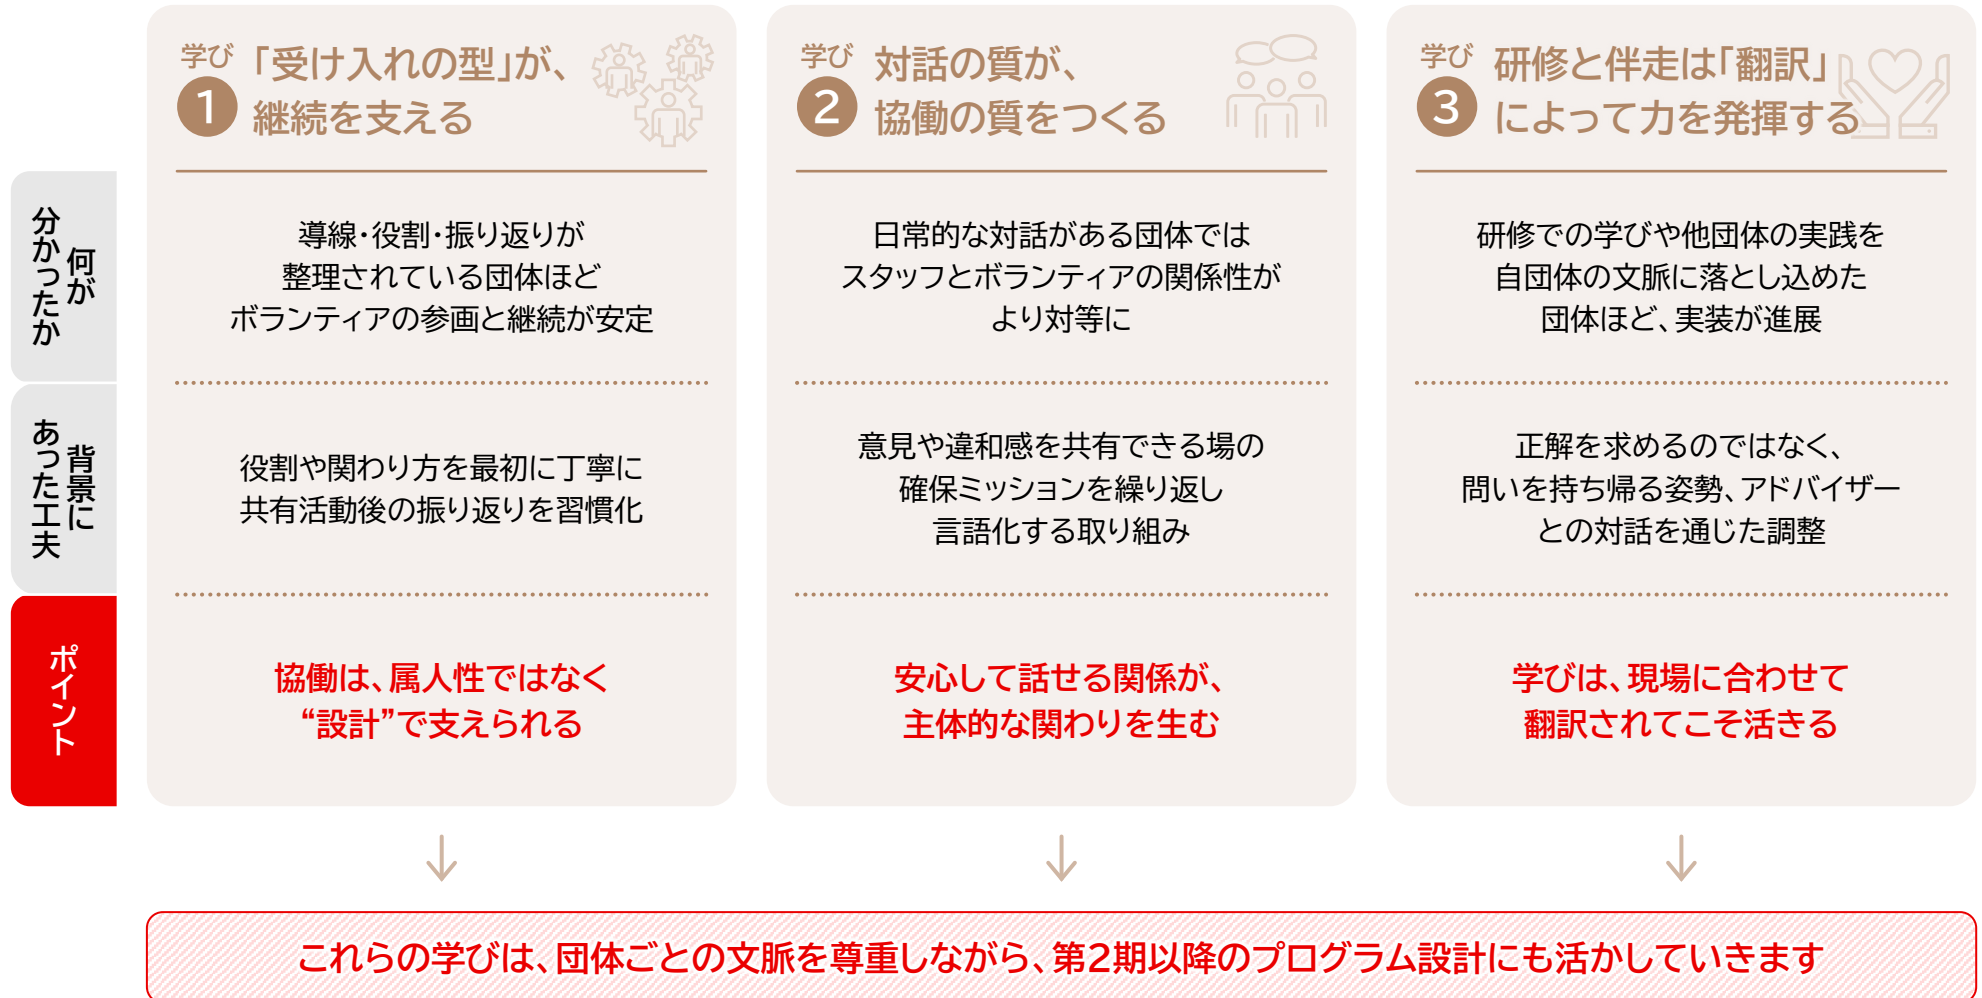 学び
1
「受け入れの型」が、
継続を支える
学び
2
対話の質が、
協働の質をつくる
学び
3
研修と伴走は「翻訳」
によって力を発揮する
何が
分かったか
導線・役割・振り返りが
整理されている団体ほど
ボランティアの参画と継続が安定
日常的な対話がある団体では
スタッフとボランティアの関係性が
より対等に
研修での学びや他団体の実践を
自団体の文脈に落とし込めた
団体ほど、実装が進展
背景に
あった工夫
役割や関わり方を最初に丁寧に
共有活動後の振り返りを習慣化
意見や違和感を共有できる場の
確保ミッションを繰り返し
言語化する取り組み
正解を求めるのではなく、
問いを持ち帰る姿勢、アドバイザー
との対話を通じた調整
ポイント
協働は、属人性ではなく
“設計”で支えられる
安心して話せる関係が、
主体的な関わりを生む
学びは、現場に合わせて
翻訳されてこそ活きる
これらの学びは、団体ごとの文脈を尊重しながら、第2期以降のプログラム設計にも活かしていきます